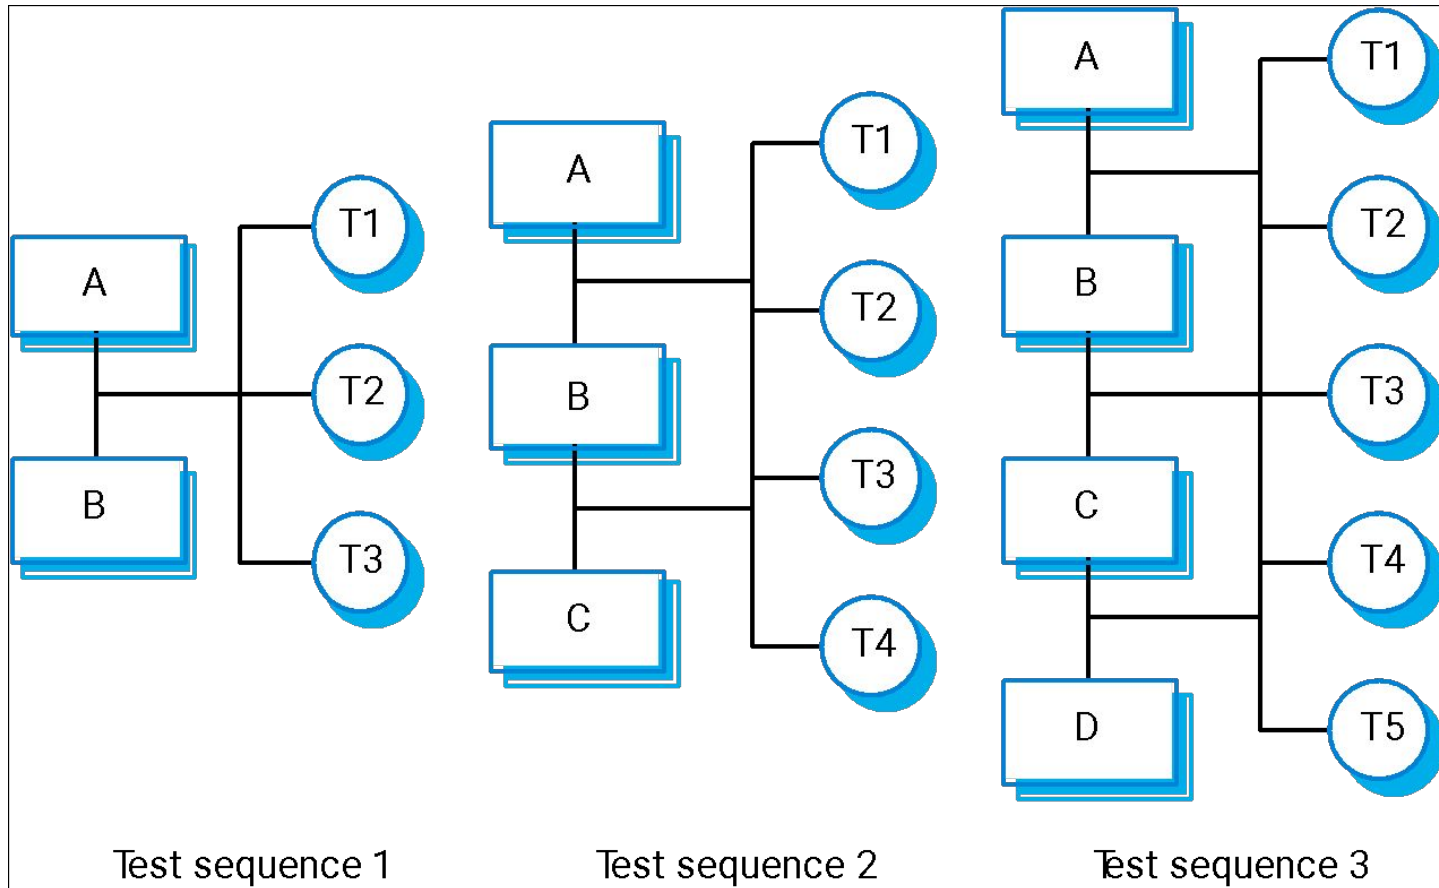 A
B
T1
T2
T3
Test sequence 1
A
B
C
T1
T2
T3
T4
Test sequence 2
A
B
C
D
T1
T2
T3
T4
T5
Test sequence 3